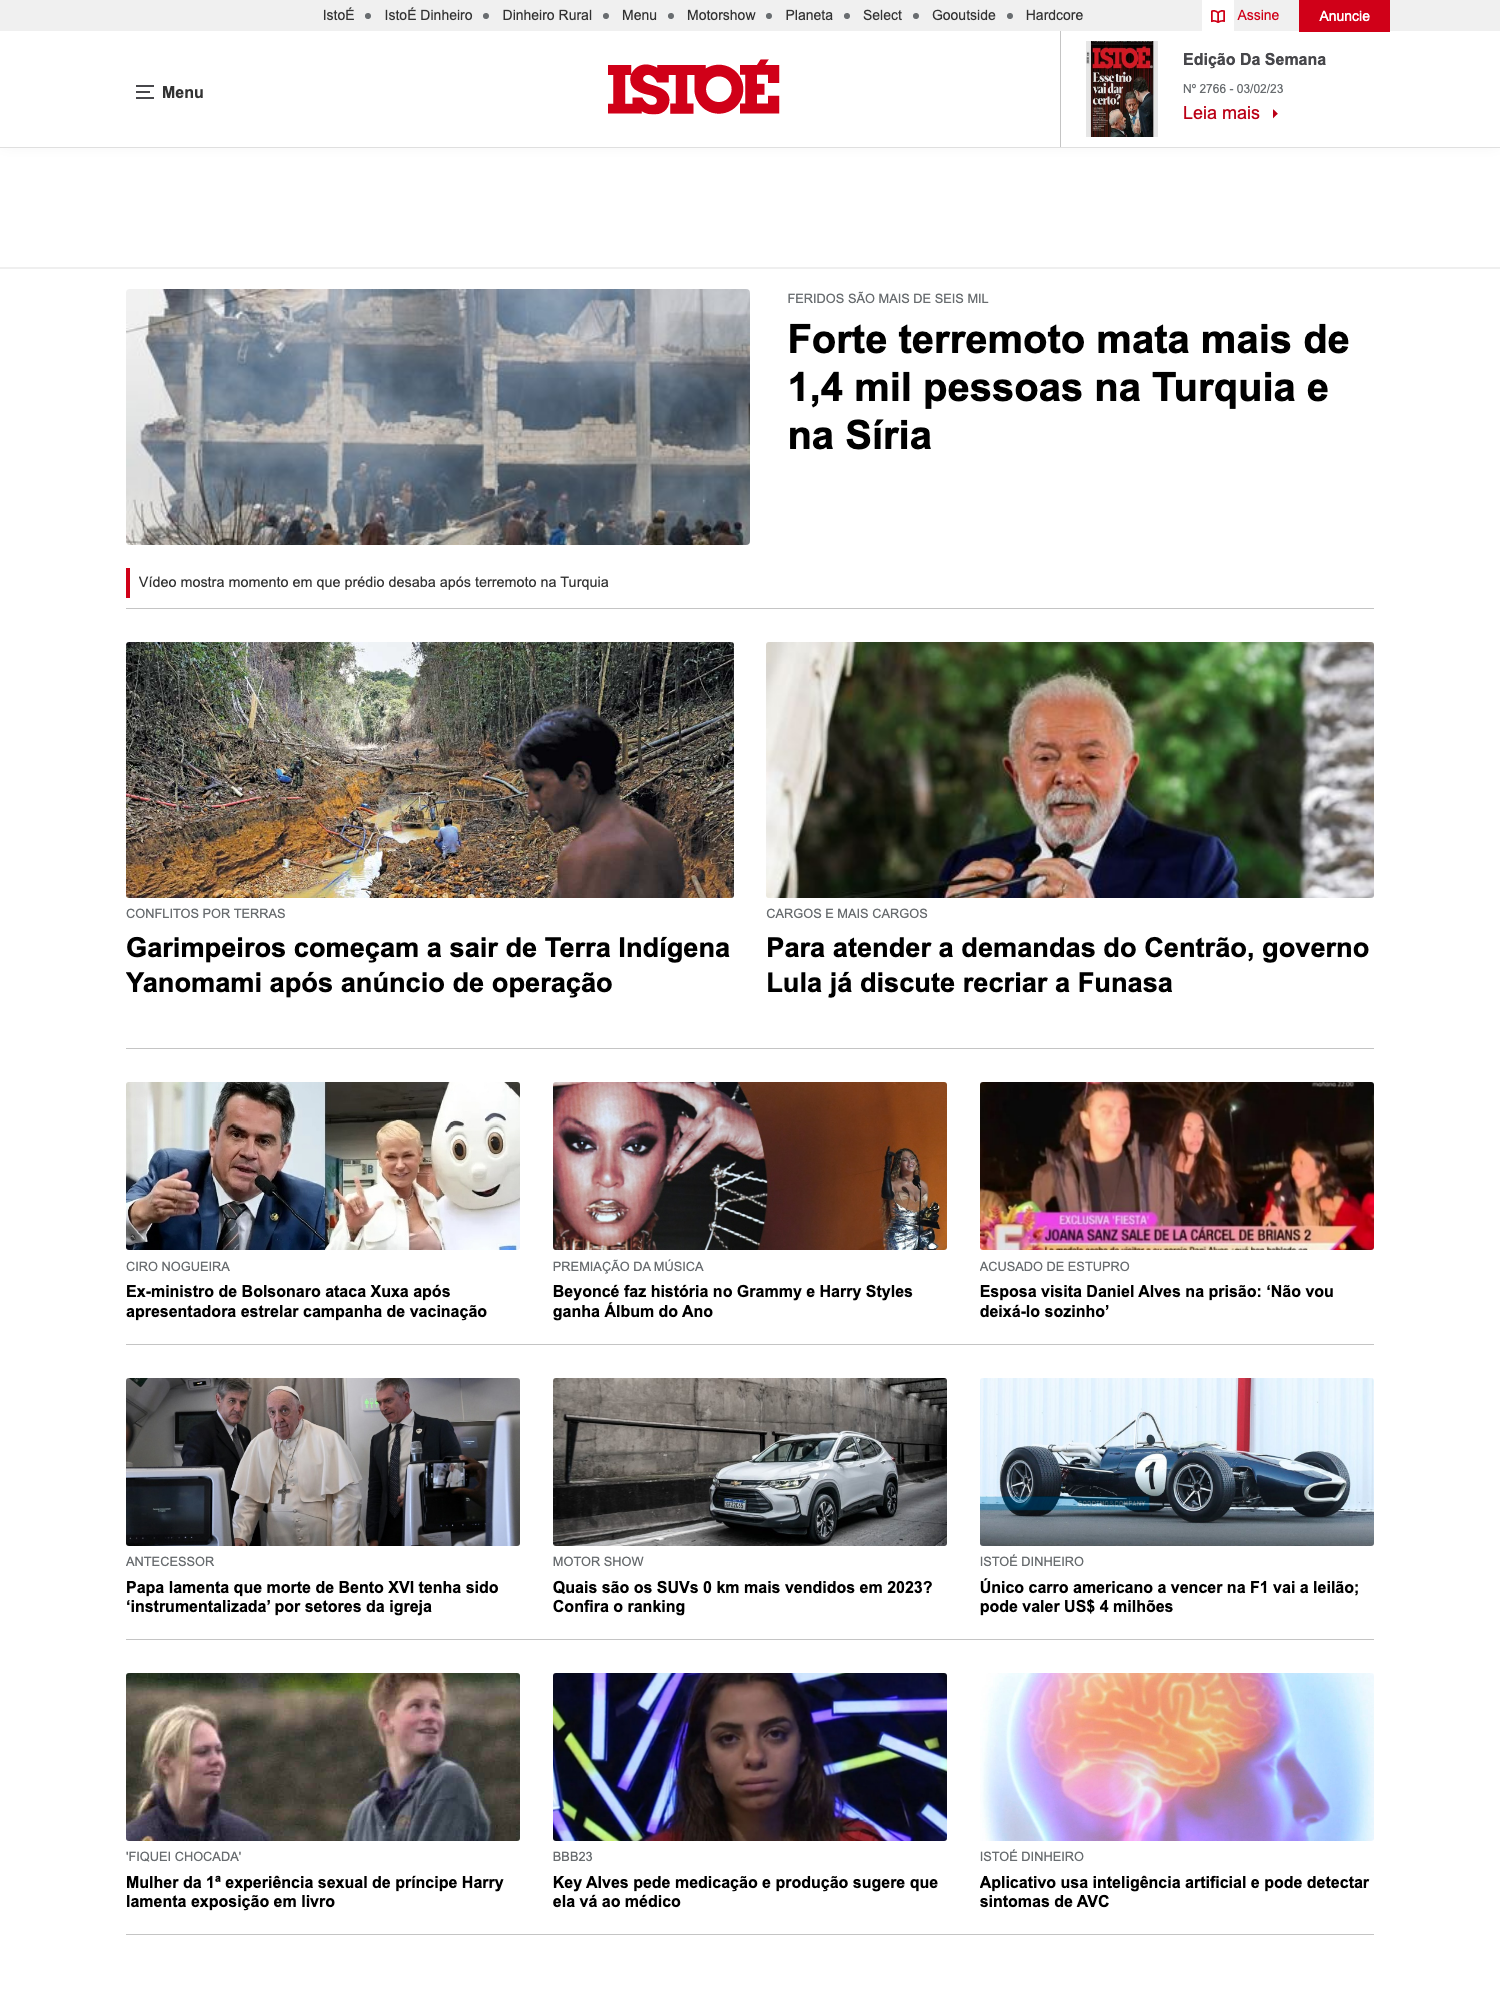 IstoÉ • IstoÉ Dinheiro • Dinheiro Rural • Menu • Motorshow • Planeta • Select • Gooutside • Hardcore
Assine
Anuncie
Menu
ISTOÉ
ISTOÉ
Esse trio
vai dar
certo?
Edição Da Semana
Nº 2766 - 03/02/23
Leia mais
FERIDOS SÃO MAIS DE SEIS MIL
Forte terremoto mata mais de
1,4 mil pessoas na Turquia e
na Síria
Vídeo mostra momento em que prédio desaba após terremoto na Turquia
CONFLITOS POR TERRAS
Garimpeiros começam a sair de Terra Indígena
Yanomami após anúncio de operação
CARGOS E MAIS CARGOS
Para atender a demandas do Centrão, governo
Lula já discute recriar a Funasa
CIRO NOGUEIRA
Ex-ministro de Bolsonaro ataca Xuxa após
apresentadora estrelar campanha de vacinação
PREMIAÇÃO DA MÚSICA
Beyoncé faz história no Grammy e Harry Styles
ganha Álbum do Ano
mañana 22:00
EXCLUSIVA 'FIESTA'
JOANA SANZ SALE DE LA CÁRCEL DE BRIANS 2
ACUSADO DE ESTUPRO
Esposa visita Daniel Alves na prisão: ‘Não vou
deixá-lo sozinho’
ANTECESSOR
Papa lamenta que morte de Bento XVI tenha sido
‘instrumentalizada’ por setores da igreja
MOTOR SHOW
Quais são os SUVs 0 km mais vendidos em 2023?
Confira o ranking
1
ISTOÉ DINHEIRO
Único carro americano a vencer na F1 vai a leilão;
pode valer US$ 4 milhões
'FIQUEI CHOCADA'
Mulher da 1ª experiência sexual de príncipe Harry
lamenta exposição em livro
BBB23
Key Alves pede medicação e produção sugere que
ela vá ao médico
ISTOÉ DINHEIRO
Aplicativo usa inteligência artificial e pode detectar
sintomas de AVC